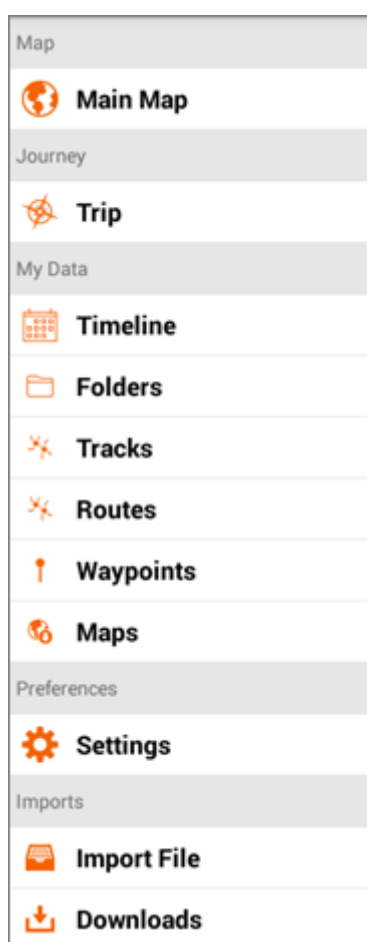 Map
Main Map
Journey
Trip
My Data
Timeline
Folders
Tracks
Routes
Waypoints
Maps
Preferences
Settings
Imports
Import File
Downloads